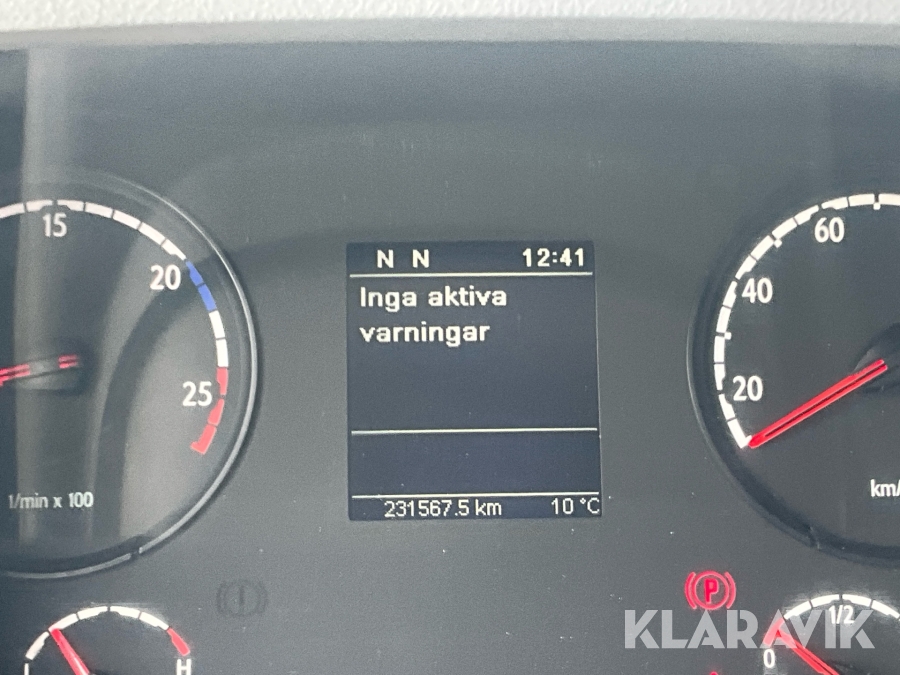 15
20
25
1/min x 100
N N 12:41
Inga aktiva
varningar
231567.5 km 10 °C
60
40
20
km/
P
H
1/2
0
KLARAVIK